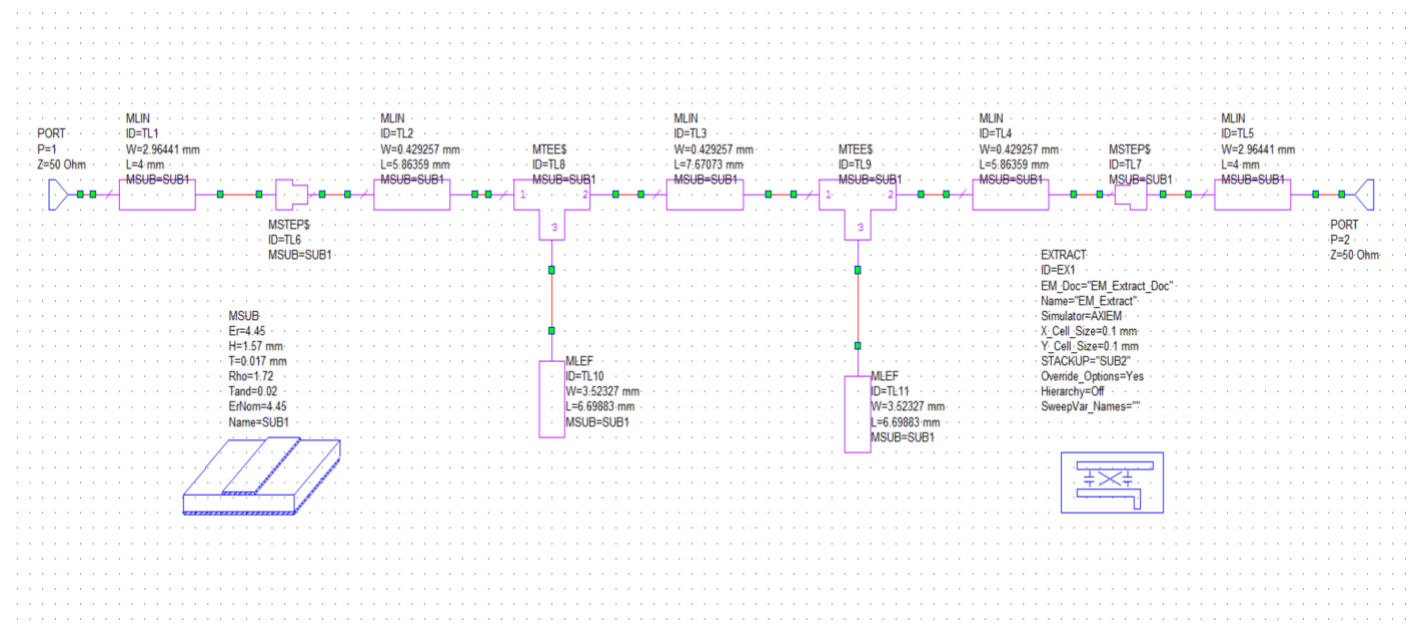 PORT
P=1
Z=50 Ohm
MLIN
ID=TL1
W=2.96441 mm
L=4 mm
MSUB=SUB1
MSTEP$
ID=TL6
MSUB=SUB1
MLIN
ID=TL2
W=0.429257 mm
L=5.86359 mm
MSUB=SUB1
MTEE$
ID=TL8
MSUB=SUB1
1
2
3
MLIN
ID=TL3
W=0.429257 mm
L=7.67073 mm
MSUB=SUB1
MTEE$
ID=TL9
MSUB=SUB1
1
2
3
MLIN
ID=TL4
W=0.429257 mm
L=5.86359 mm
MSUB=SUB1
MSTEP$
ID=TL7
MSUB=SUB1
MLIN
ID=TL5
W=2.96441 mm
L=4 mm
MSUB=SUB1
PORT
P=2
Z=50 Ohm
MSUB
Er=4.45
H=1.57 mm
T=0.017 mm
Rho=1.72
Tand=0.02
ErNom=4.45
Name=SUB1
MLEF
ID=TL10
W=3.52327 mm
L=6.69883 mm
MSUB=SUB1
MLEF
ID=TL11
W=3.52327 mm
L=6.69883 mm
MSUB=SUB1
EXTRACT
ID=EX1
EM_Doc="EM_Extract_Doc"
Name="EM_Extract"
Simulator=AXIEM
X_Cell_Size=0.1 mm
Y_Cell_Size=0.1 mm
STACKUP="SUB2"
Override_Options=Yes
Hierarchy=Off
SweepVar_Names=""